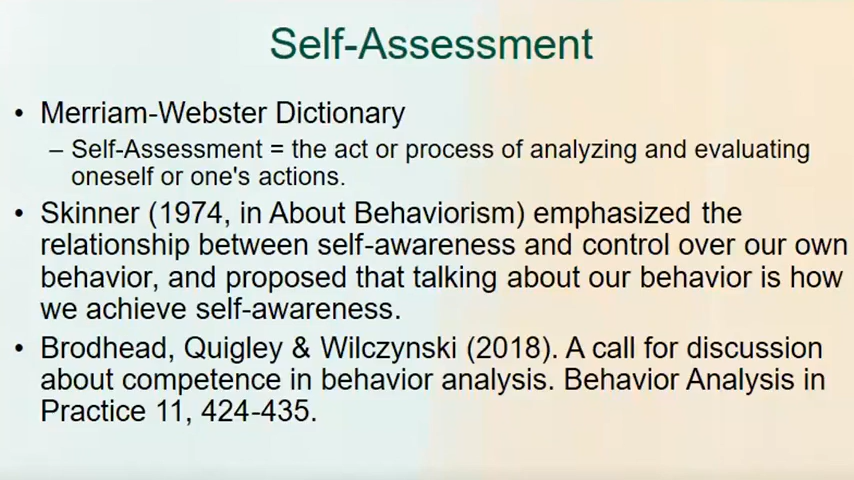 Self-Assessment
• Merriam-Webster Dictionary
– Self-Assessment = the act or process of analyzing and evaluating
oneself or one's actions.
• Skinner (1974, in About Behaviorism) emphasized the
relationship between self-awareness and control over our own
behavior, and proposed that talking about our behavior is how
we achieve self-awareness.
• Brodhead, Quigley & Wilczynski (2018). A call for discussion
about competence in behavior analysis. Behavior Analysis in
Practice 11, 424-435.